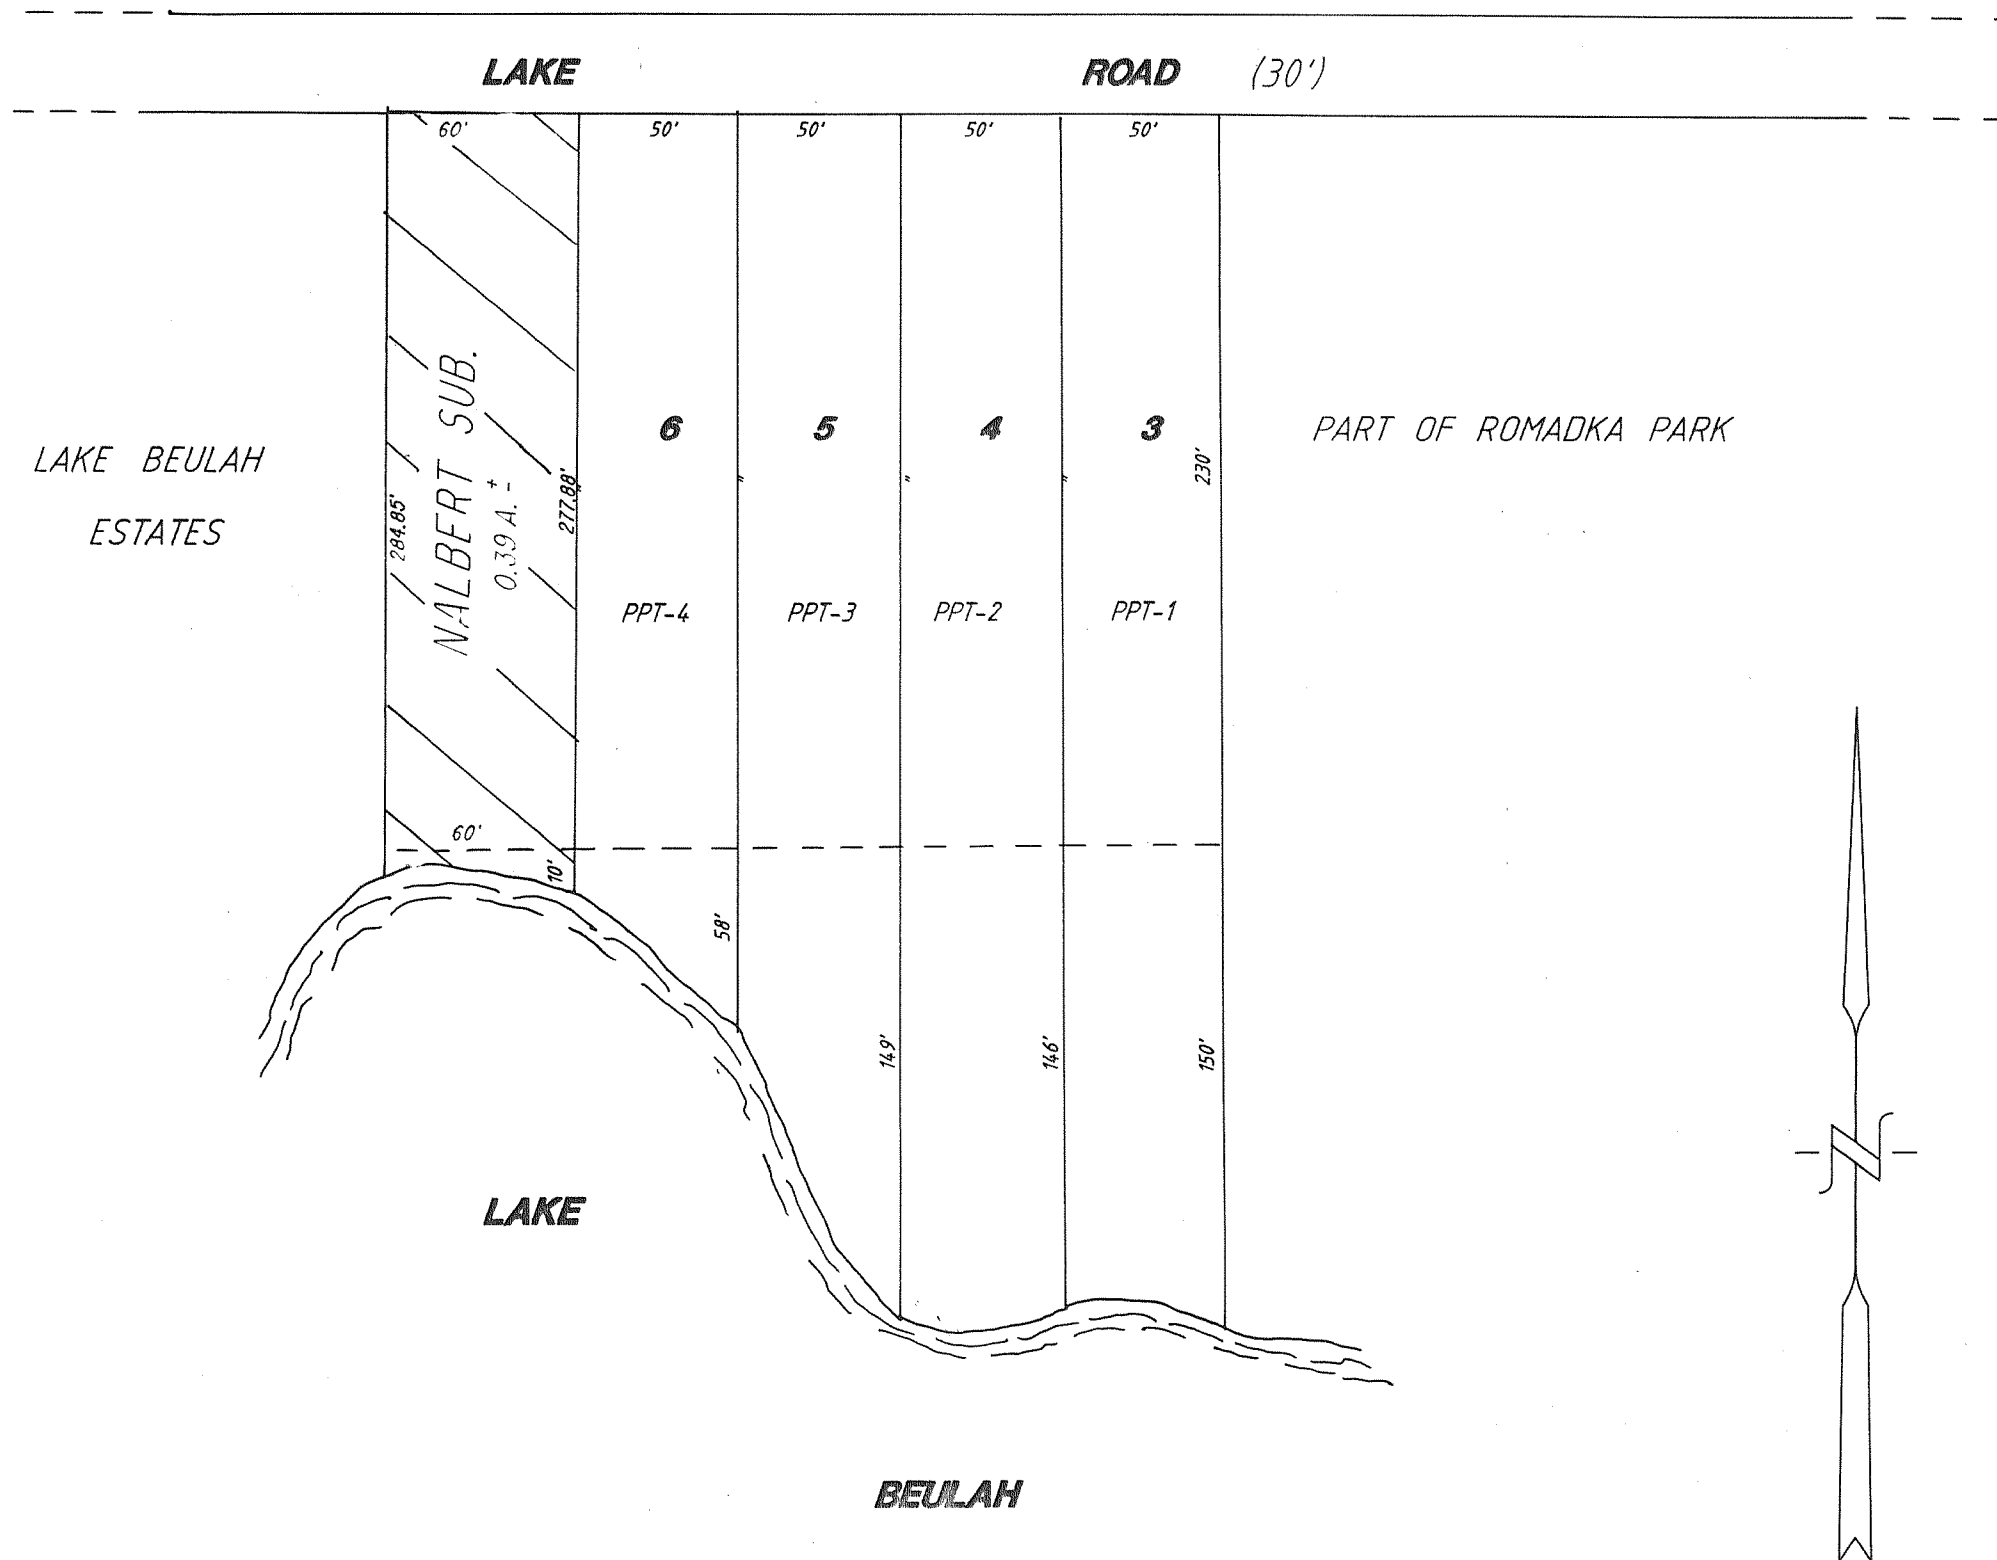 LAKE ROAD (30')
60' 50' 50' 50' 50'
6 5 4 3
PART OF ROMADKA PARK
LAKE BEULAH
ESTATES
NALBERT SUB.
0.39 A. ±
284.85'
277.88'
" " " " 230'
PPT-4 PPT-3 PPT-2 PPT-1
60'
10'
58'
149' 146' 150'
N
LAKE
BEULAH